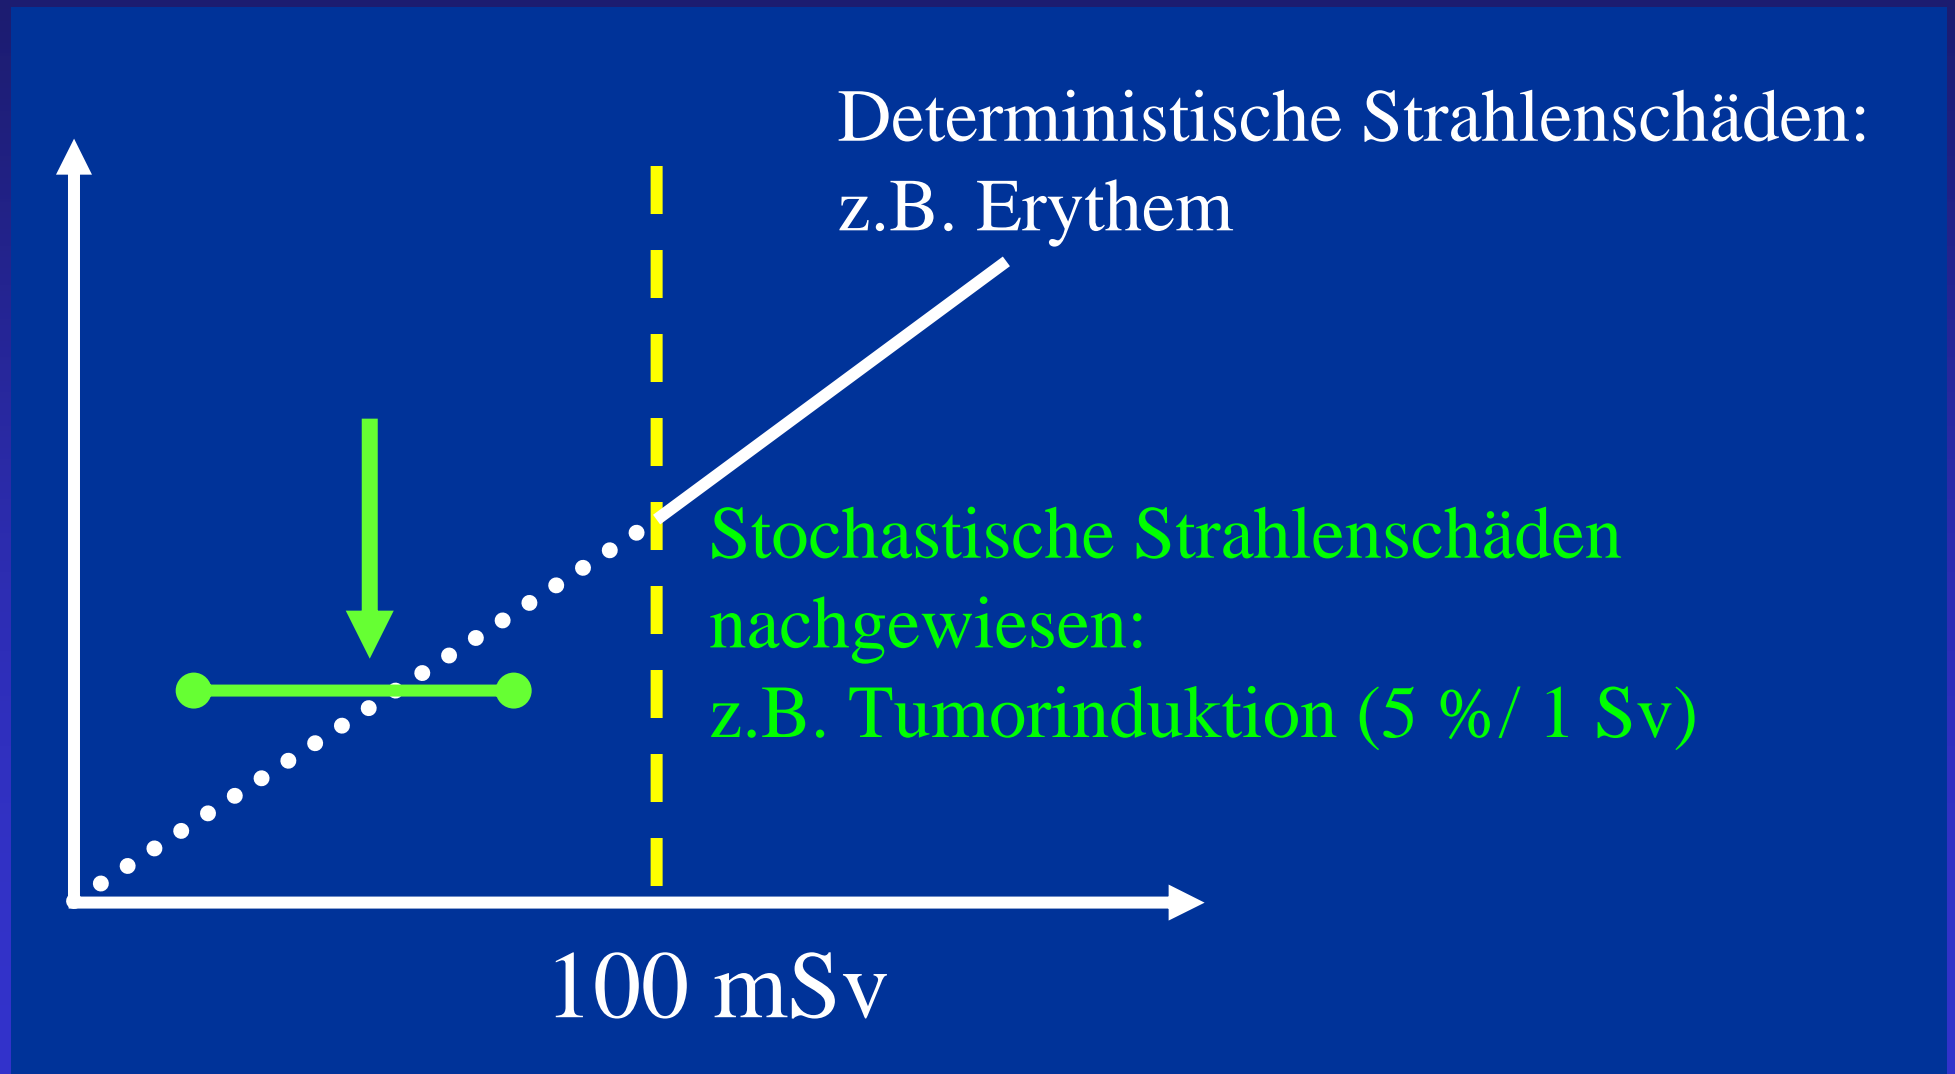 Deterministische Strahlenschäden:
z.B. Erythem
Stochastische Strahlenschäden
nachgewiesen:
z.B. Tumorinduktion (5 %/ 1 Sv)
100 mSv